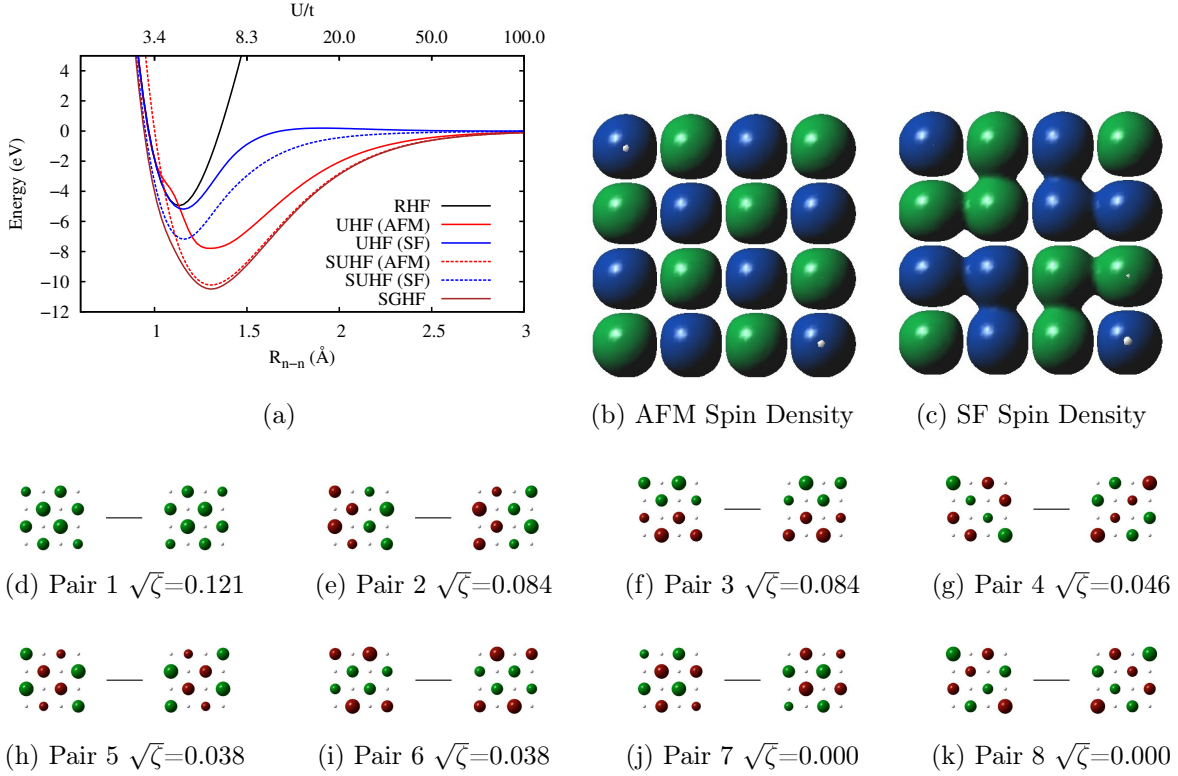 U/t
3.4 8.3 20.0 50.0 100.0
4
2
0
−2
−4
−6
−8
−10
−12
Energy (eV)
RHF
UHF (AFM)
UHF (SF)
SUHF (AFM)
SUHF (SF)
SGHF
1 1.5 2 2.5 3
Rn−n (Å)
(a)
(b) AFM Spin Density
(c) SF Spin Density
(d) Pair 1 √ζ=0.121
(e) Pair 2 √ζ=0.084
(f) Pair 3 √ζ=0.084
(g) Pair 4 √ζ=0.046
(h) Pair 5 √ζ=0.038
(i) Pair 6 √ζ=0.038
(j) Pair 7 √ζ=0.000
(k) Pair 8 √ζ=0.000